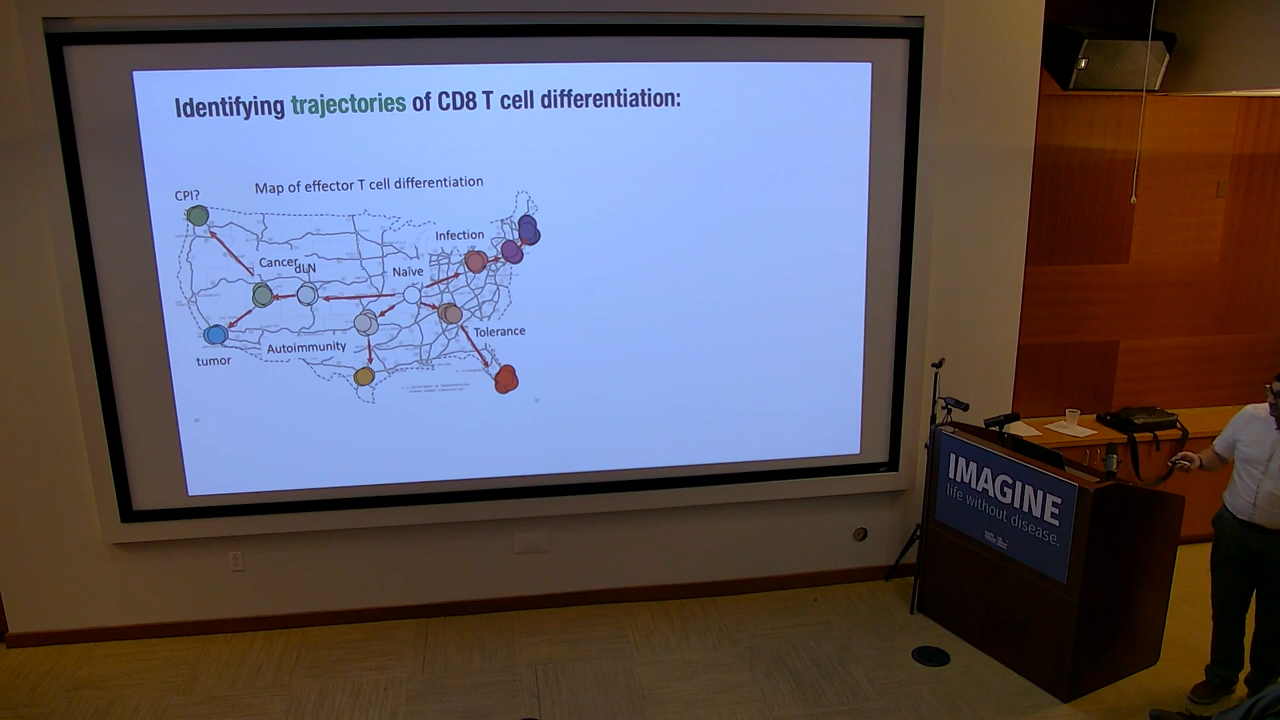 Identifying trajectories of CD8 T cell differentiation:
Map of effector T cell differentiation
CPI?
Infection
Cancer
dLN
Naïve
Tolerance
Autoimmunity
tumor
IMAGINE
life without disease.